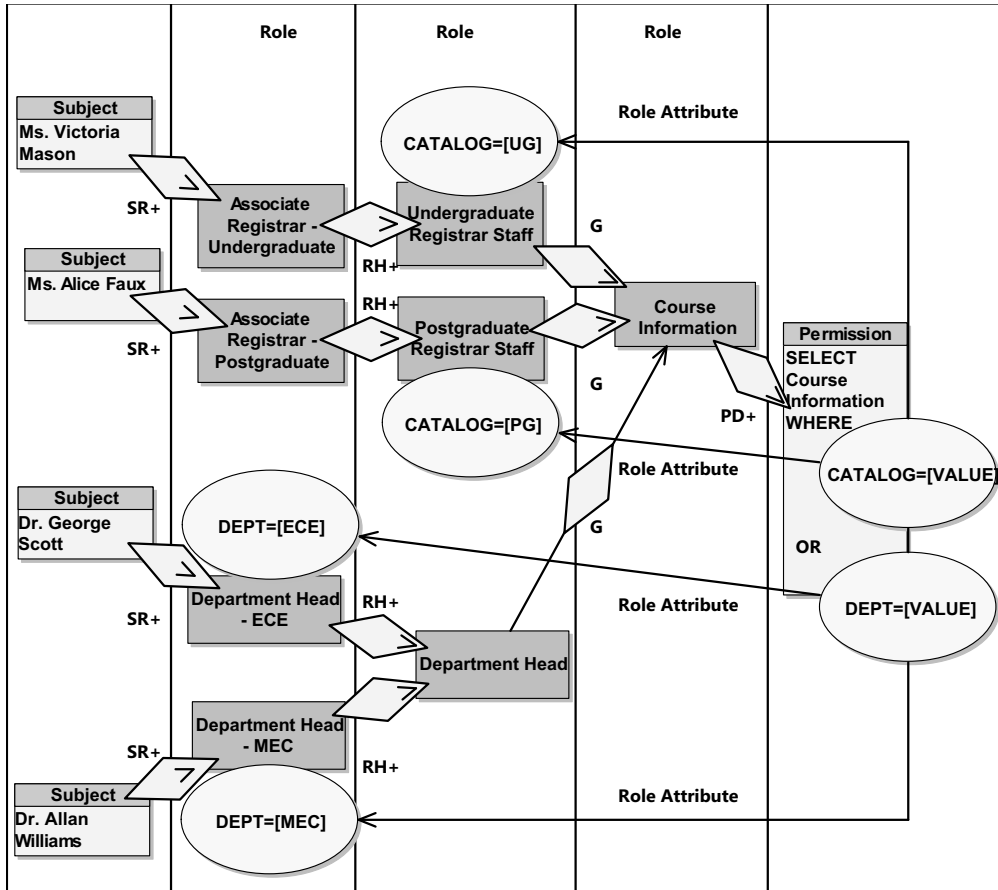 Role
Role
Role
Subject
Ms. Victoria
Mason
CATALOG=[UG]
Role Attribute
SR+
Associate
Registrar -
Undergraduate
Undergraduate
Registrar Staff
G
RH+
Subject
Ms. Alice Faux
SR+
Associate
Registrar -
Postgraduate
RH+
Postgraduate
Registrar Staff
G
Course
Information
PD+
Permission
SELECT
Course
Information
WHERE
CATALOG=[PG]
Role Attribute
CATALOG=[VALUE]
Subject
Dr. George
Scott
DEPT=[ECE]
G
OR
SR+
Department Head
- ECE
RH+
Role Attribute
DEPT=[VALUE]
Department Head
Department Head
- MEC
SR+
RH+
Subject
Dr. Allan
Williams
DEPT=[MEC]
Role Attribute